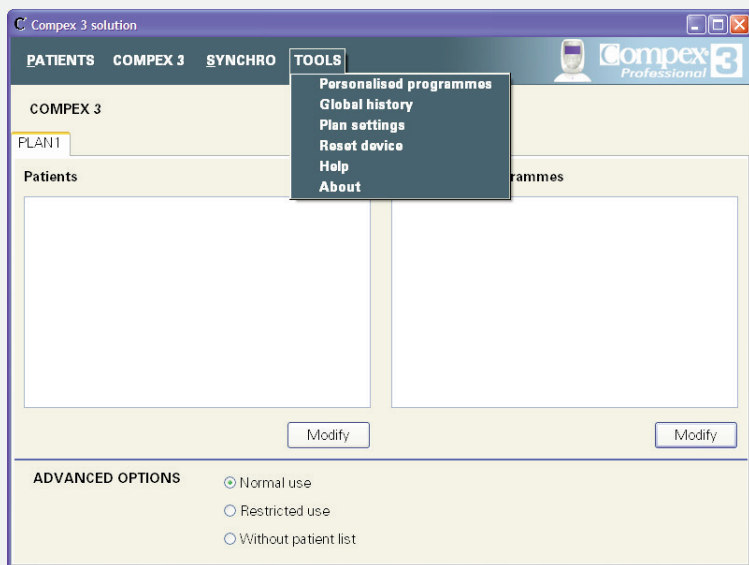 Compex 3 solution
PATIENTS COMPEX 3 SYNCHRO TOOLS
Compex 3
Professional
Personalised programmes
Global history
Plan settings
Reset device
Help
About
COMPEX 3
PLAN1
Patients
rammes
Modify
Modify
ADVANCED OPTIONS
Normal use
Restricted use
Without patient list